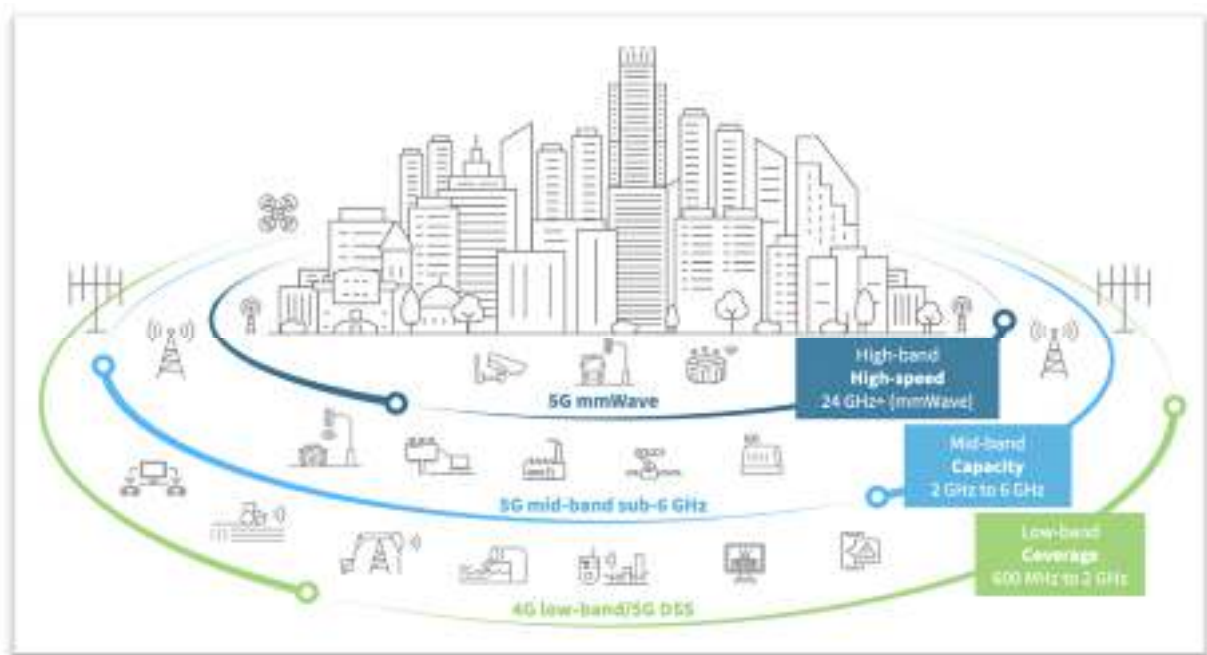 High-band
High-speed
24 GHz+ (mmWave)
5G mmWave
Mid-band
Capacity
2 GHz to 6 GHz
5G mid-band sub-6 GHz
Low-band
Coverage
600 MHz to 2 GHz
4G low-band/5G DSS